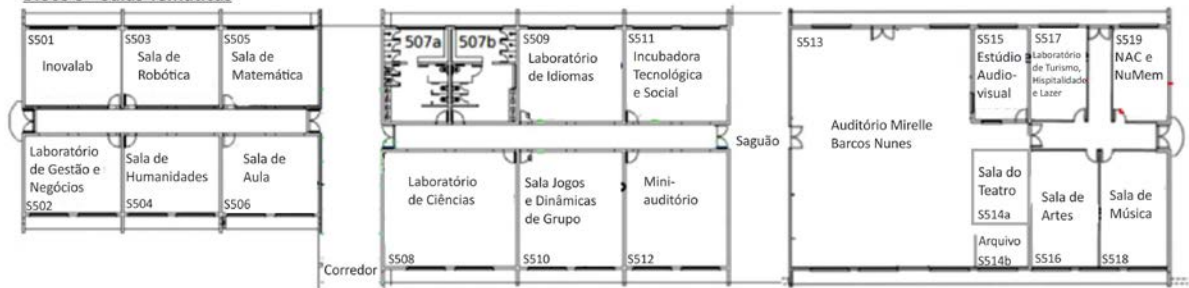 S501
Inovalab
S503
Sala de
Robótica
S505
Sala de
Matemática
Laboratório
de Gestão e
Negócios
S502
Sala de
Humanidades
S504
Sala de
Aula
S506
Corredor
507a
507b
S509
Laboratório
de Idiomas
S511
Incubadora
Tecnológica
e Social
Laboratório
de Ciências
S508
Sala Jogos
e Dinâmicas
de Grupo
S510
Mini-
auditório
S512
Saguão
S513
Auditório Mirelle
Barcos Nunes
S515
Estúdio
Audio-
visual
S517
Laboratório
de Turismo,
Hispitalidade
e Lazer
S519
NAC e
NuMem
Sala do
Teatro
S514a
Arquivo
S514b
Sala de
Artes
S516
Sala de
Música
S518